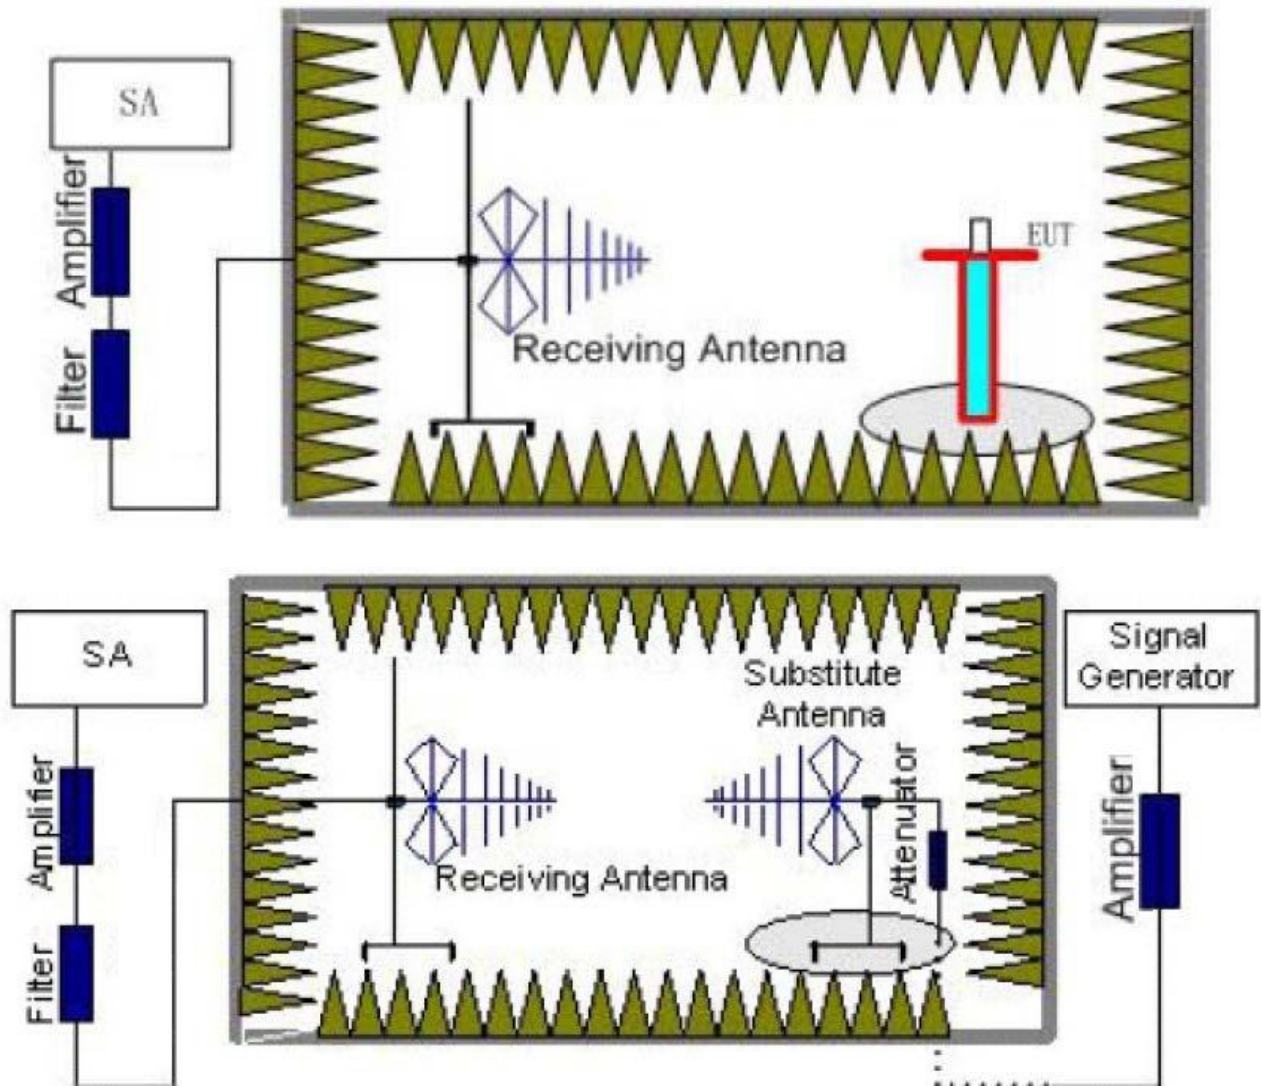 SA
Amplifier
Filter
Receiving Antenna
EUT
SA
Amplifier
Filter
Receiving Antenna
Substitute
Antenna
Attenuator
Signal
Generator
Amplifier